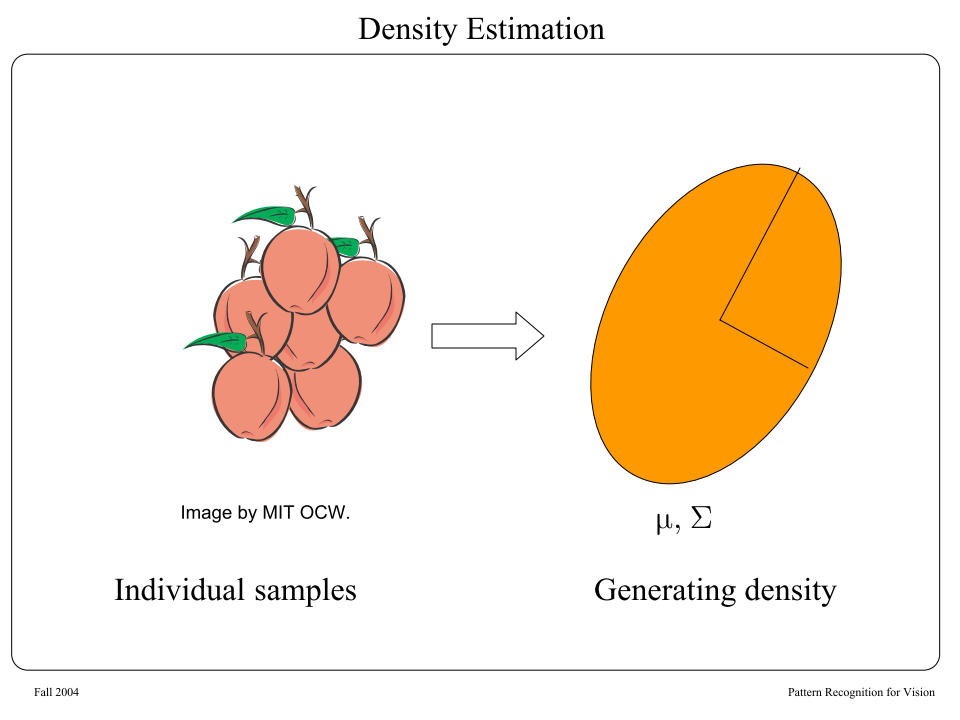 Density Estimation
Image by MIT OCW.
μ, Σ
Individual samples
Generating density
Fall 2004
Pattern Recognition for Vision